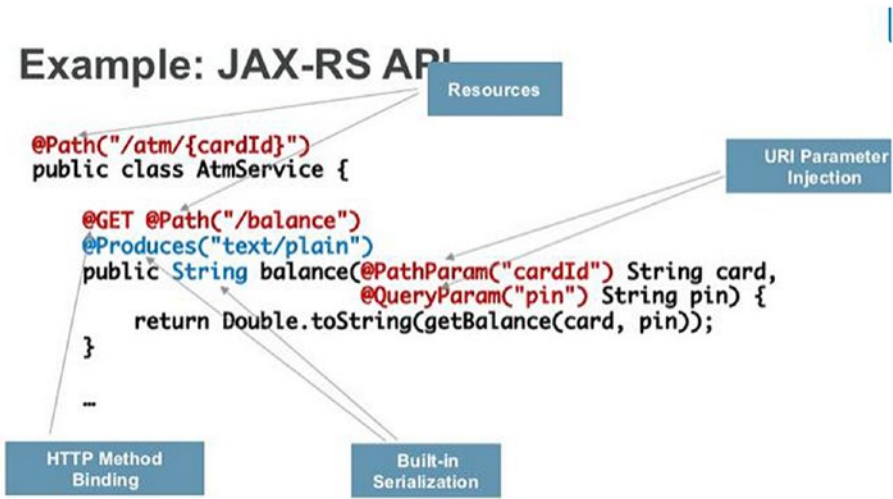 Example: JAX-RS API
Resources
@Path("/atm/{cardId}")
public class AtmService {
URI Parameter
Injection
@GET @Path("/balance")
@Produces("text/plain")
public String balance(@PathParam("cardId") String card,
@QueryParam("pin") String pin) {
return Double.toString(getBalance(card, pin));
}
…
HTTP Method
Binding
Built-in
Serialization